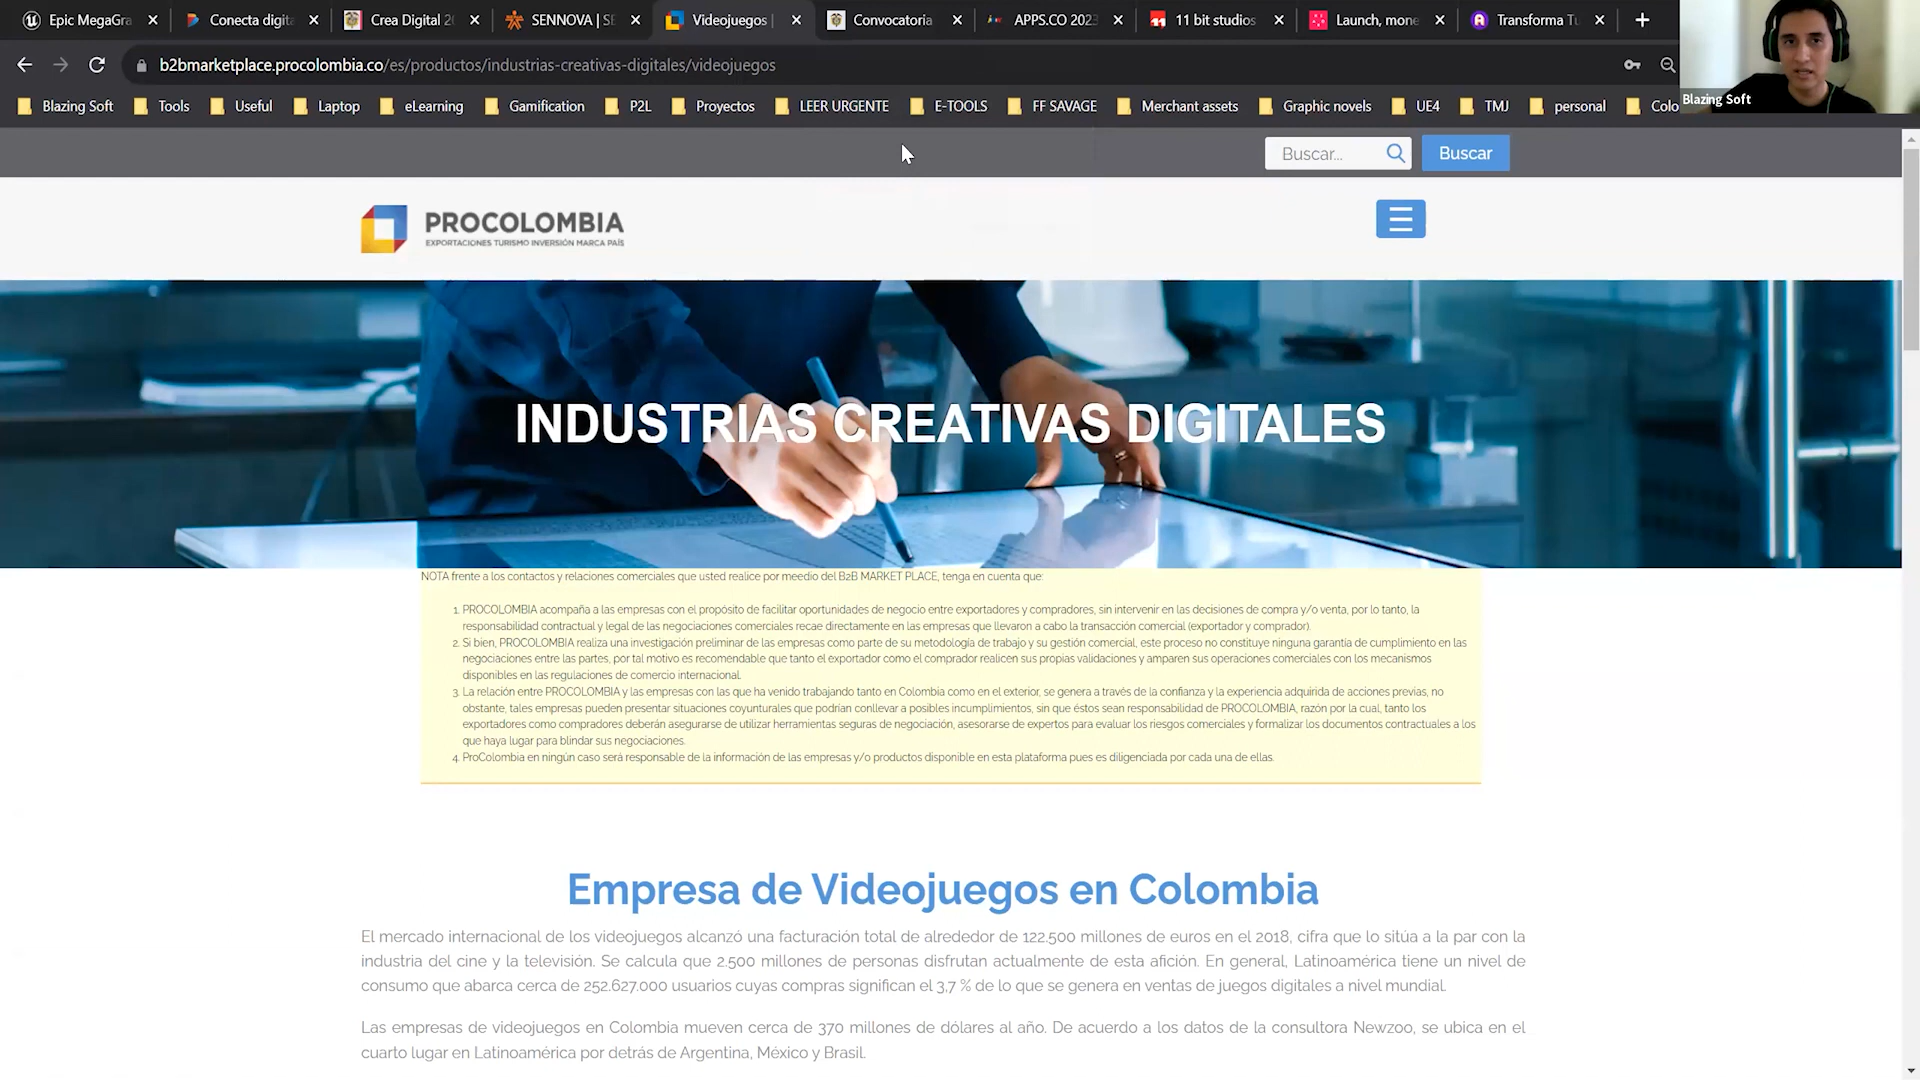 Epic MegaGra
Conecta digita
Crea Digital 20
SENNOVA | SE
Videojuegos |
Convocatoria
APPS.CO 2023
11 bit studios
Launch, mone
Transforma Tu
b2bmarketplace.procolombia.co/es/productos/industrias-creativas-digitales/videojuegos
Blazing Soft
Tools
Useful
Laptop
eLearning
Gamification
P2L
Proyectos
LEER URGENTE
E-TOOLS
FF SAVAGE
Merchant assets
Graphic novels
UE4
TMJ
personal
Colo
Blazing Soft
Buscar...
Buscar
PROCOLOMBIA
EXPORTACIONES TURISMO INVERSIÓN MARCA PAÍS
INDUSTRIAS CREATIVAS DIGITALES
NOTA frente a los contactos y relaciones comerciales que usted realice por meedio del B2B MARKET PLACE, tenga en cuenta que:
1. PROCOLOMBIA acompaña a las empresas con el propósito de facilitar oportunidades de negocio entre exportadores y compradores, sin intervenir en las decisiones de compra y/o venta, por lo tanto, la
responsabilidad contractual y legal de las negociaciones comerciales recae directamente en las empresas que llevaron a cabo la transacción comercial (exportador y comprador).
2. Si bien, PROCOLOMBIA realiza una investigación preliminar de las empresas como parte de su metodología de trabajo y su gestión comercial, este proceso no constituye ninguna garantía de cumplimiento en las
negociaciones entre las partes, por tal motivo es recomendable que tanto el exportador como el comprador realicen sus propias validaciones y amparen sus operaciones comerciales con los mecanismos
disponibles en las regulaciones de comercio internacional.
3. La relación entre PROCOLOMBIA y las empresas con las que ha venido trabajando tanto en Colombia como en el exterior, se genera a través de la confianza y la experiencia adquirida de acciones previas, no
obstante, tales empresas pueden presentar situaciones coyunturales que podrían conllevar a posibles incumplimientos, sin que éstos sean responsabilidad de PROCOLOMBIA, razón por la cual, tanto los
exportadores como compradores deberán asegurarse de utilizar herramientas seguras de negociación, asesorarse de expertos para evaluar los riesgos comerciales y formalizar los documentos contractuales a los
que haya lugar para blindar sus negociaciones.
4. ProColombia en ningún caso será responsable de la información de las empresas y/o productos disponible en esta plataforma pues es diligenciada por cada una de ellas.
Empresa de Videojuegos en Colombia
El mercado internacional de los videojuegos alcanzó una facturación total de alrededor de 122.500 millones de euros en el 2018, cifra que lo sitúa a la par con la
industria del cine y la televisión. Se calcula que 2.500 millones de personas disfrutan actualmente de esta afición. En general, Latinoamérica tiene un nivel de
consumo que abarca cerca de 252.627.000 usuarios cuyas compras significan el 3,7 % de lo que se genera en ventas de juegos digitales a nivel mundial.
Las empresas de videojuegos en Colombia mueven cerca de 370 millones de dólares al año. De acuerdo a los datos de la consultora Newzoo, se ubica en el
cuarto lugar en Latinoamérica por detrás de Argentina, México y Brasil.